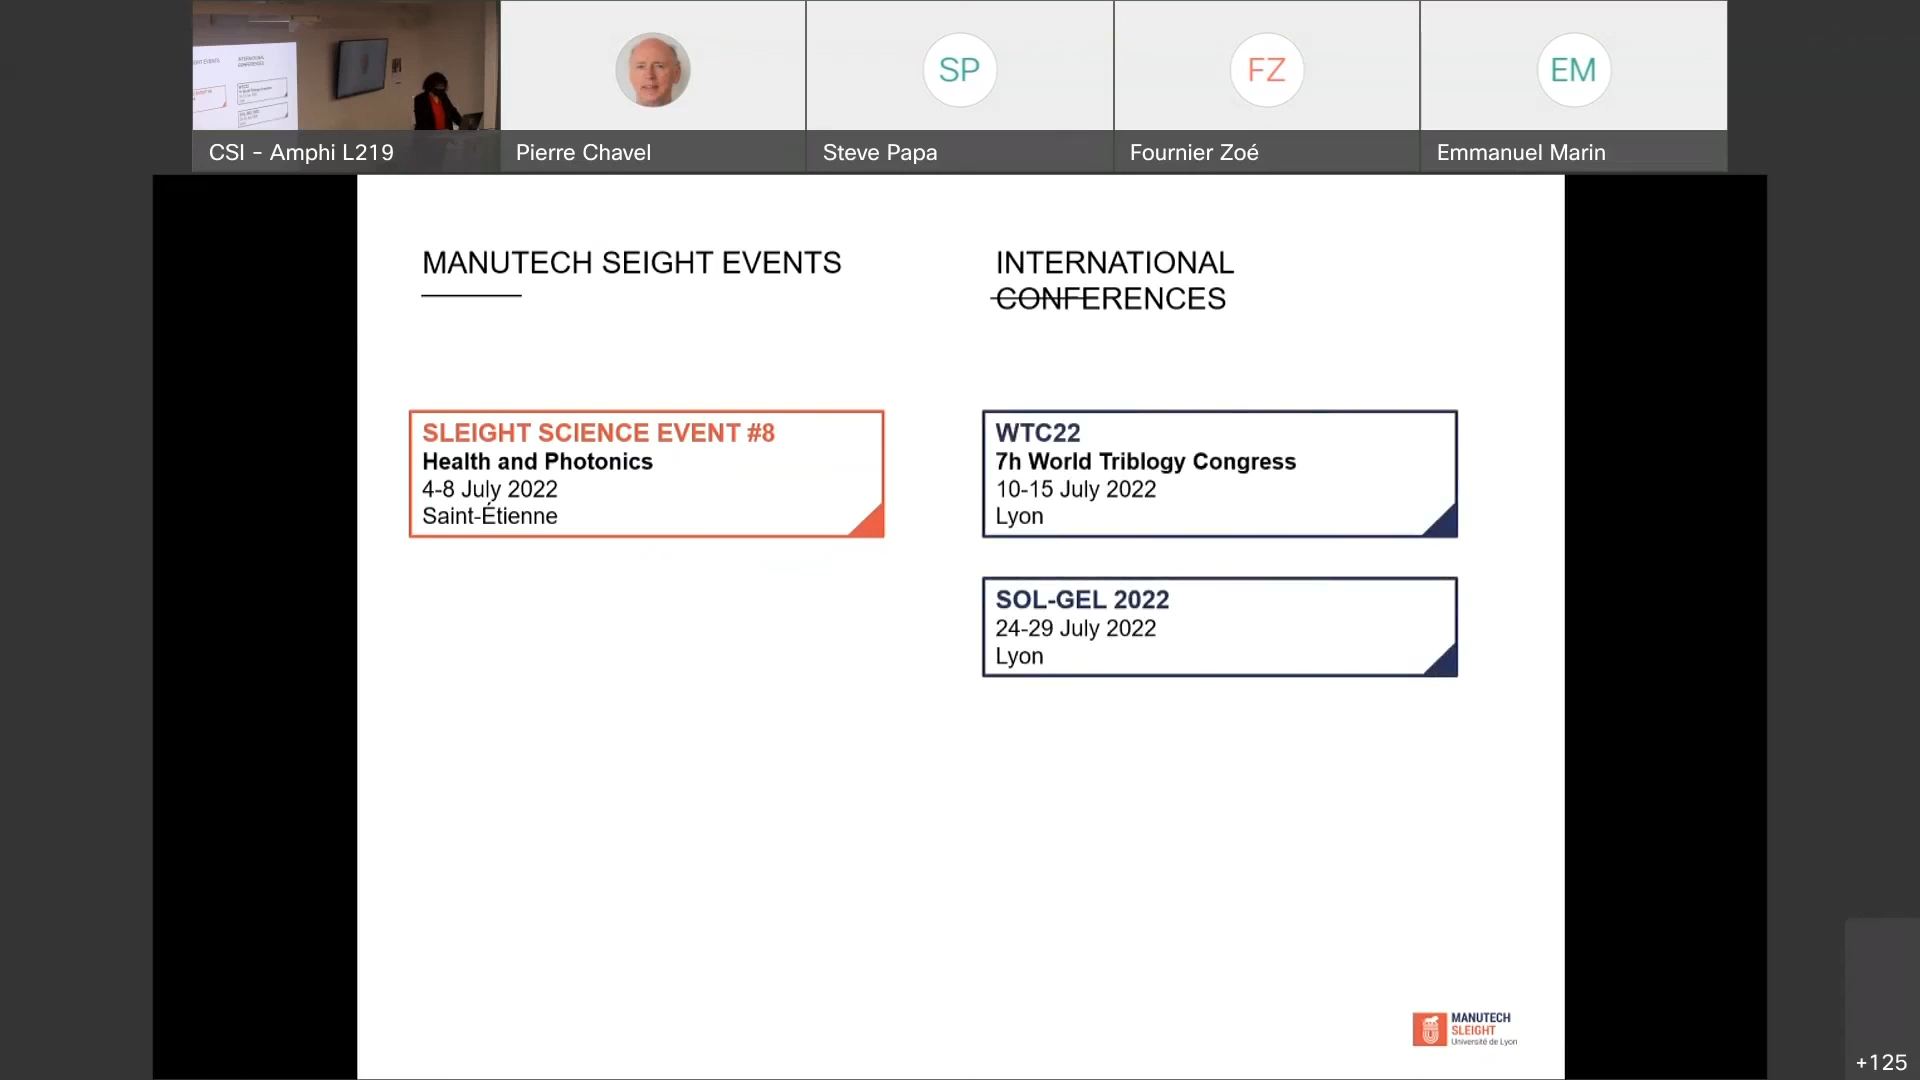 SP
FZ
EM
CSI - Amphi L219
Pierre Chavel
Steve Papa
Fournier Zoé
Emmanuel Marin
MANUTECH SEIGHT EVENTS
SLEIGHT SCIENCE EVENT #8
Health and Photonics
4-8 July 2022
Saint-Étienne
INTERNATIONAL
CONFERENCES
WTC22
7h World Triblogy Congress
10-15 July 2022
Lyon
SOL-GEL 2022
24-29 July 2022
Lyon
MANUTECH
SLEIGHT
Université de Lyon
+125